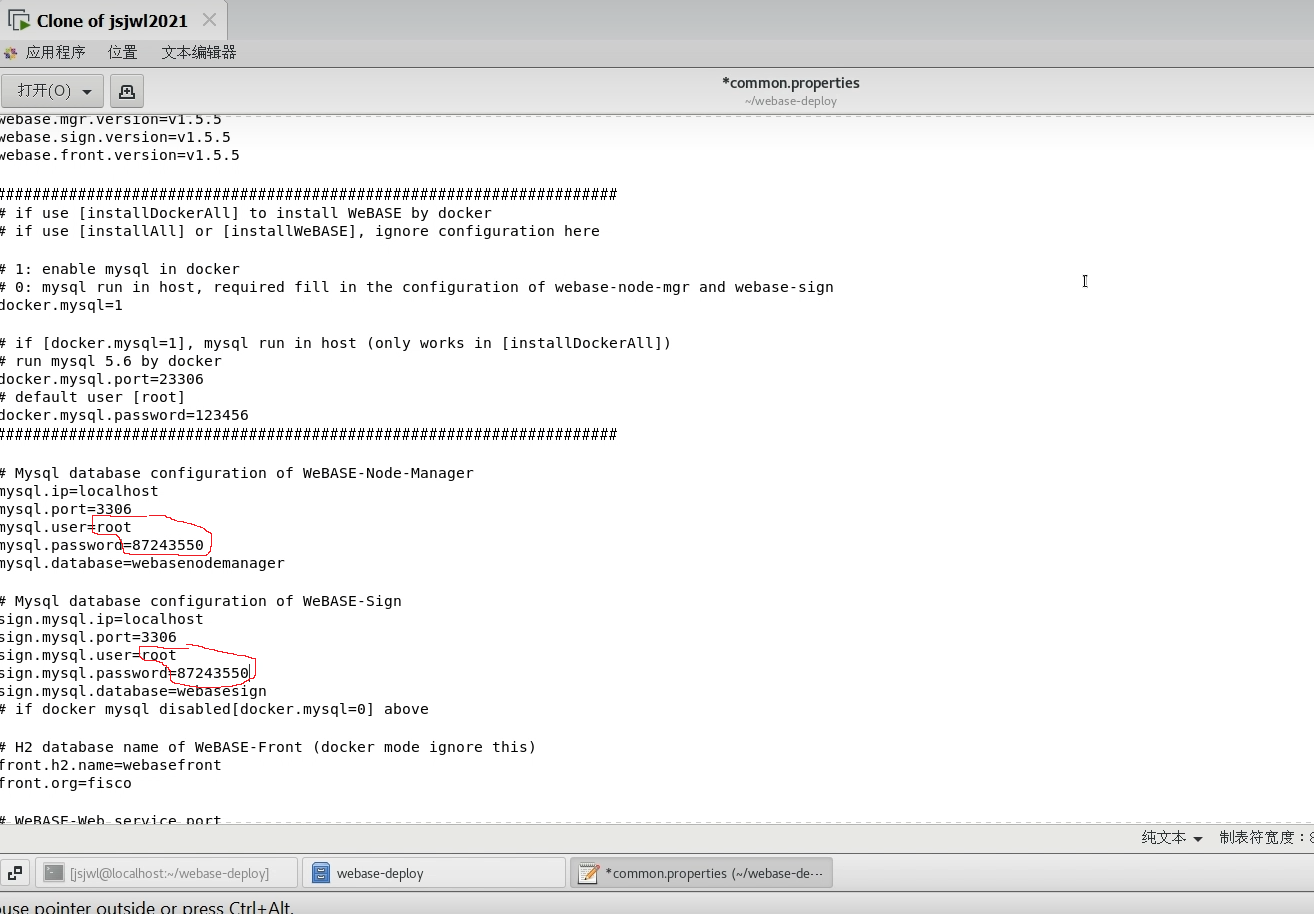 Clone of jsjwl2021
应用程序 位置 文本编辑器
打开(O)
*common.properties
~/webase-deploy
webase.mgr.version=v1.5.5
webase.sign.version=v1.5.5
webase.front.version=v1.5.5
#####################################################################
# if use [installDockerAll] to install WeBASE by docker
# if use [installAll] or [installWeBASE], ignore configuration here
# 1: enable mysql in docker
# 0: mysql run in host, required fill in the configuration of webase-node-mgr and webase-sign
docker.mysql=1
# if [docker.mysql=1], mysql run in host (only works in [installDockerAll])
# run mysql 5.6 by docker
docker.mysql.port=23306
# default user [root]
docker.mysql.password=123456
#####################################################################
# Mysql database configuration of WeBASE-Node-Manager
mysql.ip=localhost
mysql.port=3306
mysql.user=root
mysql.password=87243550
mysql.database=webasenodemanager
# Mysql database configuration of WeBASE-Sign
sign.mysql.ip=localhost
sign.mysql.port=3306
sign.mysql.user=root
sign.mysql.password=87243550
sign.mysql.database=webasesign
# if docker mysql disabled[docker.mysql=0] above
# H2 database name of WeBASE-Front (docker mode ignore this)
front.h2.name=webasefront
front.org=fisco
# WeBASE-Web service port
纯文本 制表符宽度：8
[jsjwl@localhost:~/webase-deploy] webase-deploy *common.properties (~/webase-de···
ouse pointer outside or press Ctrl+Alt.